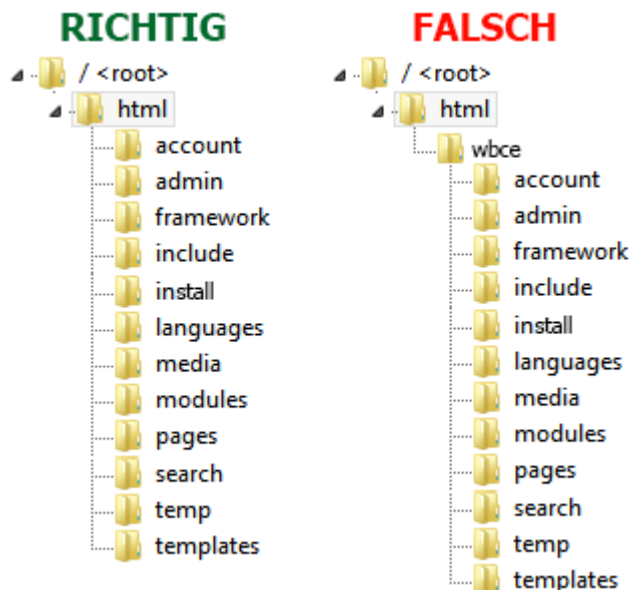 RICHTIG
/ <root>
html
account
admin
framework
include
install
languages
media
modules
pages
search
temp
templates
FALSCH
/ <root>
html
wbce
account
admin
framework
include
install
languages
media
modules
pages
search
temp
templates